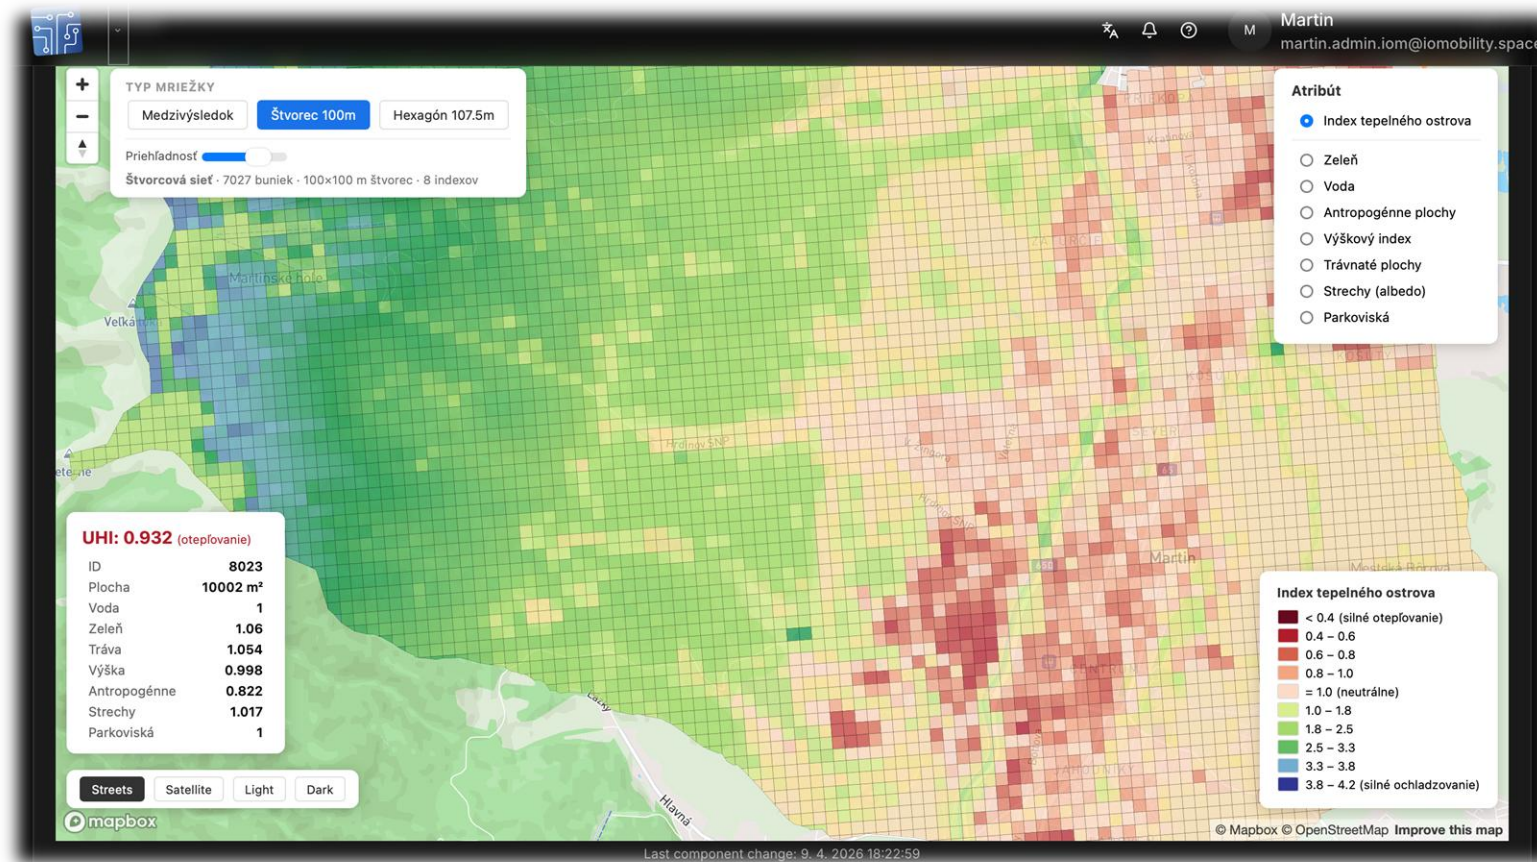 Martin
M
martin.admin.iom@iomobility.space
TYP MRIEŽKY
Medzivýsledok
Štvorec 100m
Hexagón 107.5m
Priehľadnosť
Štvorcová sieť · 7027 buniek · 100×100 m štvorec · 8 indexov
Atribút
Index tepelného ostrova
Zeleň
Voda
Antropogénne plochy
Výškový index
Trávnaté plochy
Strechy (albedo)
Parkoviská
PRIEKOPA
Krasňová
Martinské hole
Hrdinov SNP
Hrdinov SNP
SEVER
65
Martin
UHI: 0.932 (otepľovanie)
ID 8023
Plocha 10002 m²
Voda 1
Zeleň 1.06
Tráva 1.054
Výška 0.998
Antropogénne 0.822
Strechy 1.017
Parkoviská 1
Index tepelného ostrova
< 0.4 (silné otepľovanie)
0.4 – 0.6
0.6 – 0.8
0.8 – 1.0
= 1.0 (neutrálne)
1.0 – 1.8
1.8 – 2.5
2.5 – 3.3
3.3 – 3.8
3.8 – 4.2 (silné ochladzovanie)
Hlavná
Streets
Satellite
Light
Dark
mapbox
© Mapbox © OpenStreetMap Improve this map
Last component change: 9. 4. 2026 18:22:59